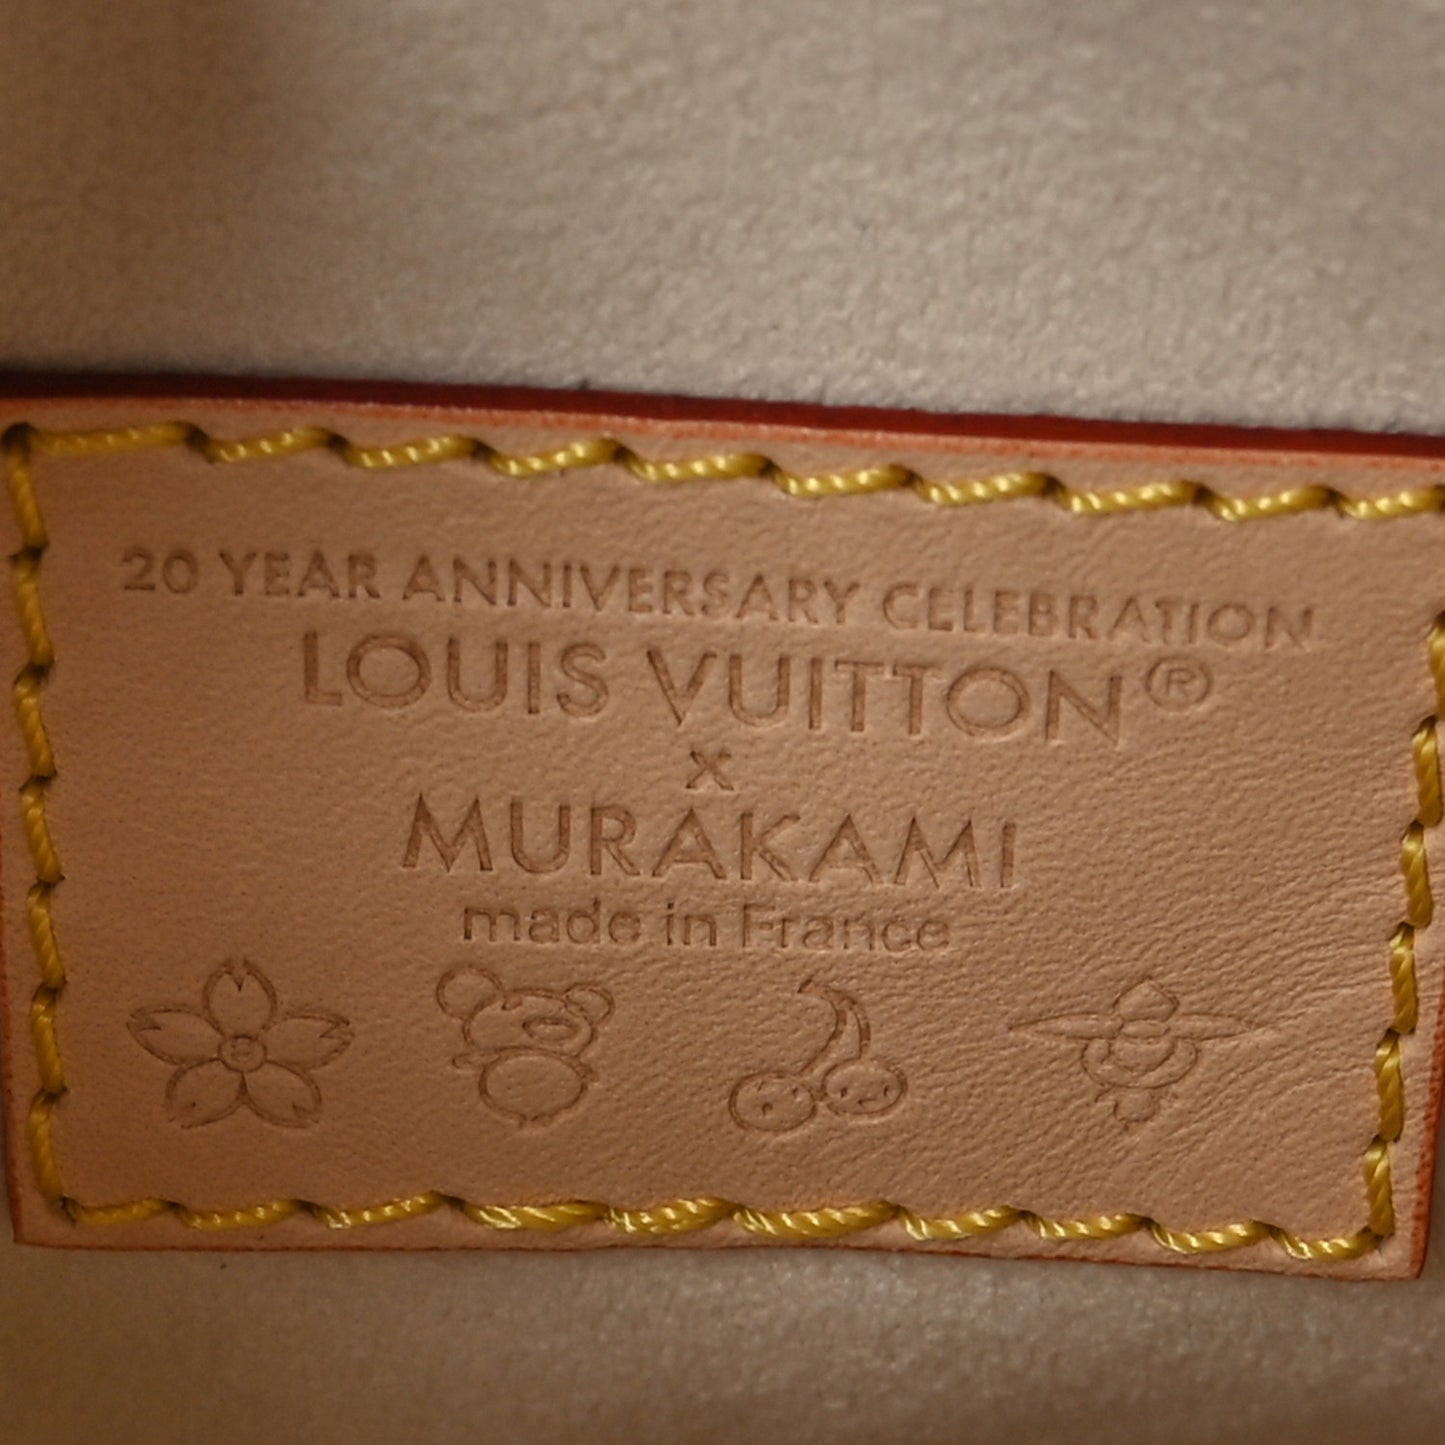 20 YEAR ANNIVERSARY CELEBRATION
LOUIS VUITTON®
x
MURAKAMI
made in France